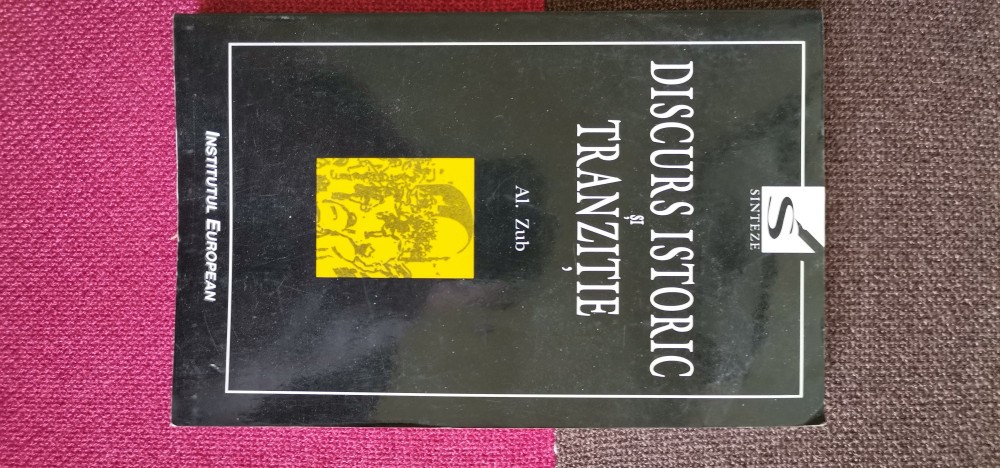 SINTEZE
DISCURS ISTORIC
ȘI
TRANZIȚIE
Al. Zub
INSTITUTUL EUROPEAN